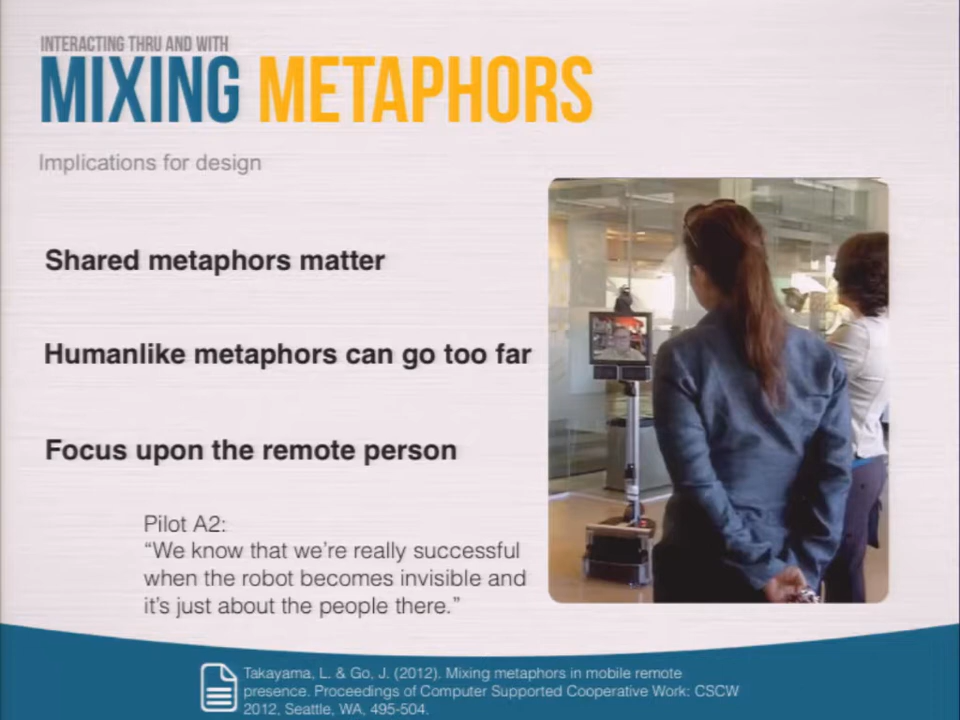 INTERACTING THRU AND WITH
MIXING METAPHORS
Implications for design
Shared metaphors matter
Humanlike metaphors can go too far
Focus upon the remote person
Pilot A2:
“We know that we’re really successful
when the robot becomes invisible and
it’s just about the people there.”
Takayama, L. & Go, J. (2012). Mixing metaphors in mobile remote
presence. Proceedings of Computer Supported Cooperative Work: CSCW
2012, Seattle, WA, 495-504.